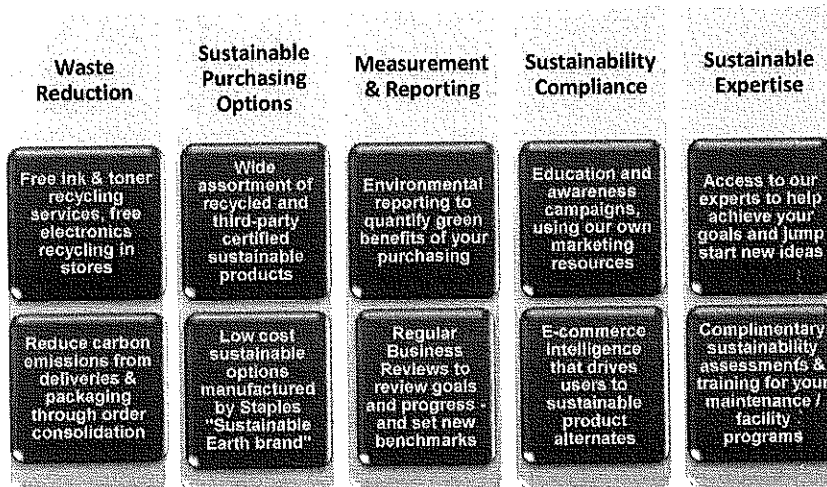 Waste
Reduction
Sustainable
Purchasing
Options
Measurement
& Reporting
Sustainability
Compliance
Sustainable
Expertise
Free ink & toner
recycling
services, free
electronics
recycling in
stores
Wide
assortment of
recycled and
third-party
certified
sustainable
products
Environmental
reporting to
quantify green
benefits of your
purchasing
Education and
awareness
campaigns,
using our own
marketing
resources
Access to our
experts to help
achieve your
goals and jump
start new ideas
Reduce carbon
emissions from
deliveries &
packaging
through order
consolidation
Low cost
sustainable
options
manufactured
by Staples
"Sustainable
Earth brand"
Regular
Business
Reviews to
review goals
and progress -
and set new
benchmarks
E-commerce
intelligence
that drives
users to
sustainable
product
alternates
Complimentary
sustainability
assessments &
training for your
maintenance /
facility
programs